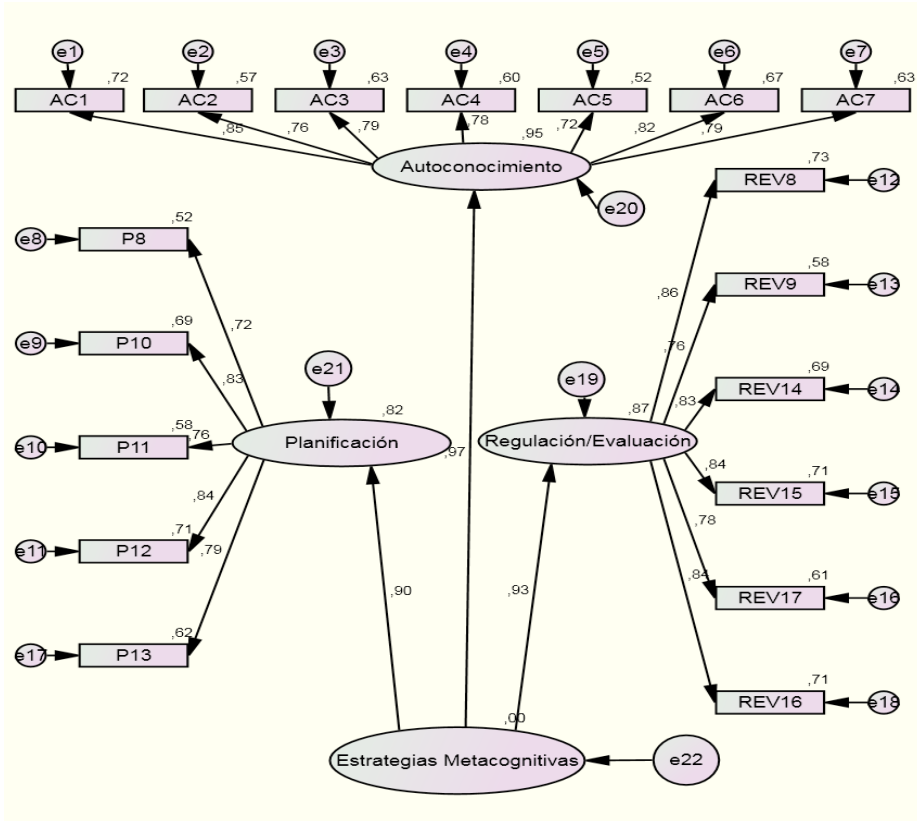 e1 e2 e3 e4 e5 e6 e7
,72 ,57 ,63 ,60 ,52 ,67 ,63
AC1 AC2 AC3 AC4 AC5 AC6 AC7
,85 ,76 ,79 ,78 ,95 ,72 ,82 ,79
Autoconocimiento
e20
,73
REV8 e12
,52
e8 P8
,58
REV9 e13
,86
,72 ,76
,69
e9 P10
,83
e21 e19
,69
REV14 e14
,83
,82 ,87
,58 ,76
e10 P11
Planificación
,97
Regulación/Evaluación
,84 ,71
REV15 e15
,84
,78
,71 ,79
e11 P12
,90 ,93
,84 ,61
REV17 e16
,62
e17 P13
,71
REV16 e18
,00
Estrategias Metacognitivas
e22